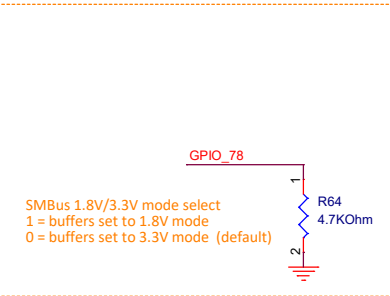 GPIO_78
1
R64
4.7KOhm
SMBus 1.8V/3.3V mode select
1 = buffers set to 1.8V mode
0 = buffers set to 3.3V mode (default)
2